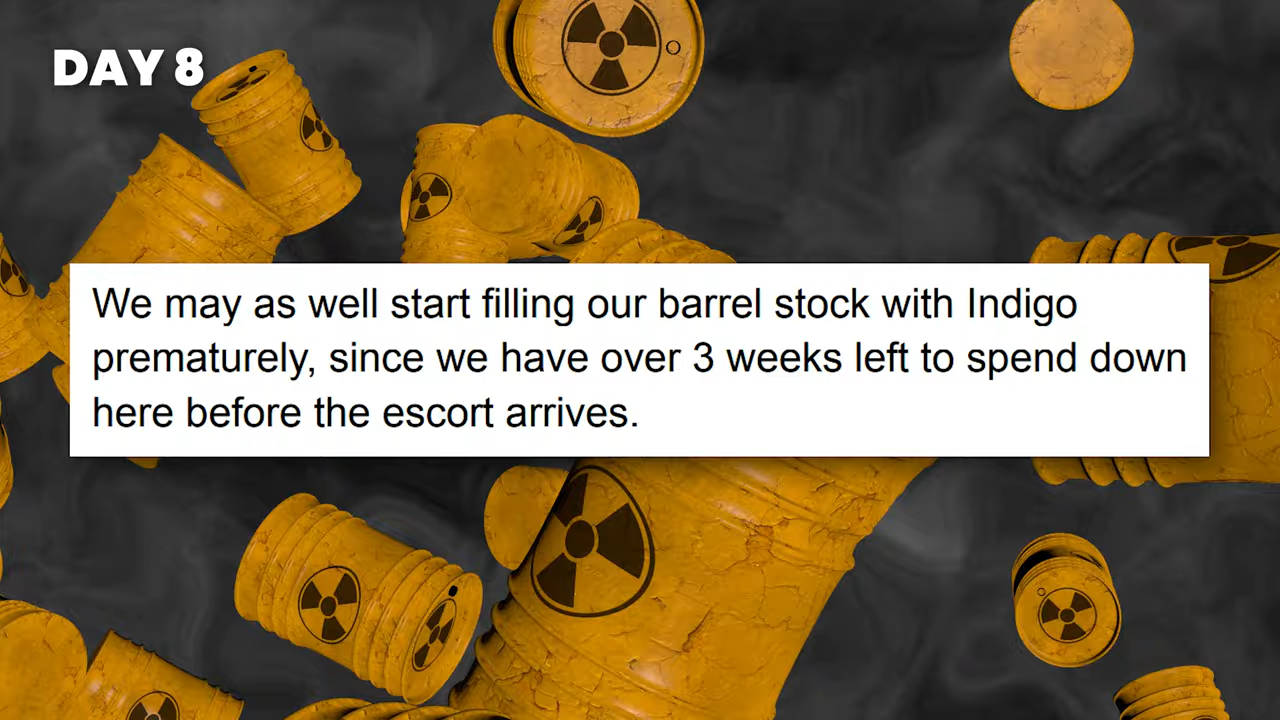 DAY 8
We may as well start filling our barrel stock with Indigo
prematurely, since we have over 3 weeks left to spend down
here before the escort arrives.